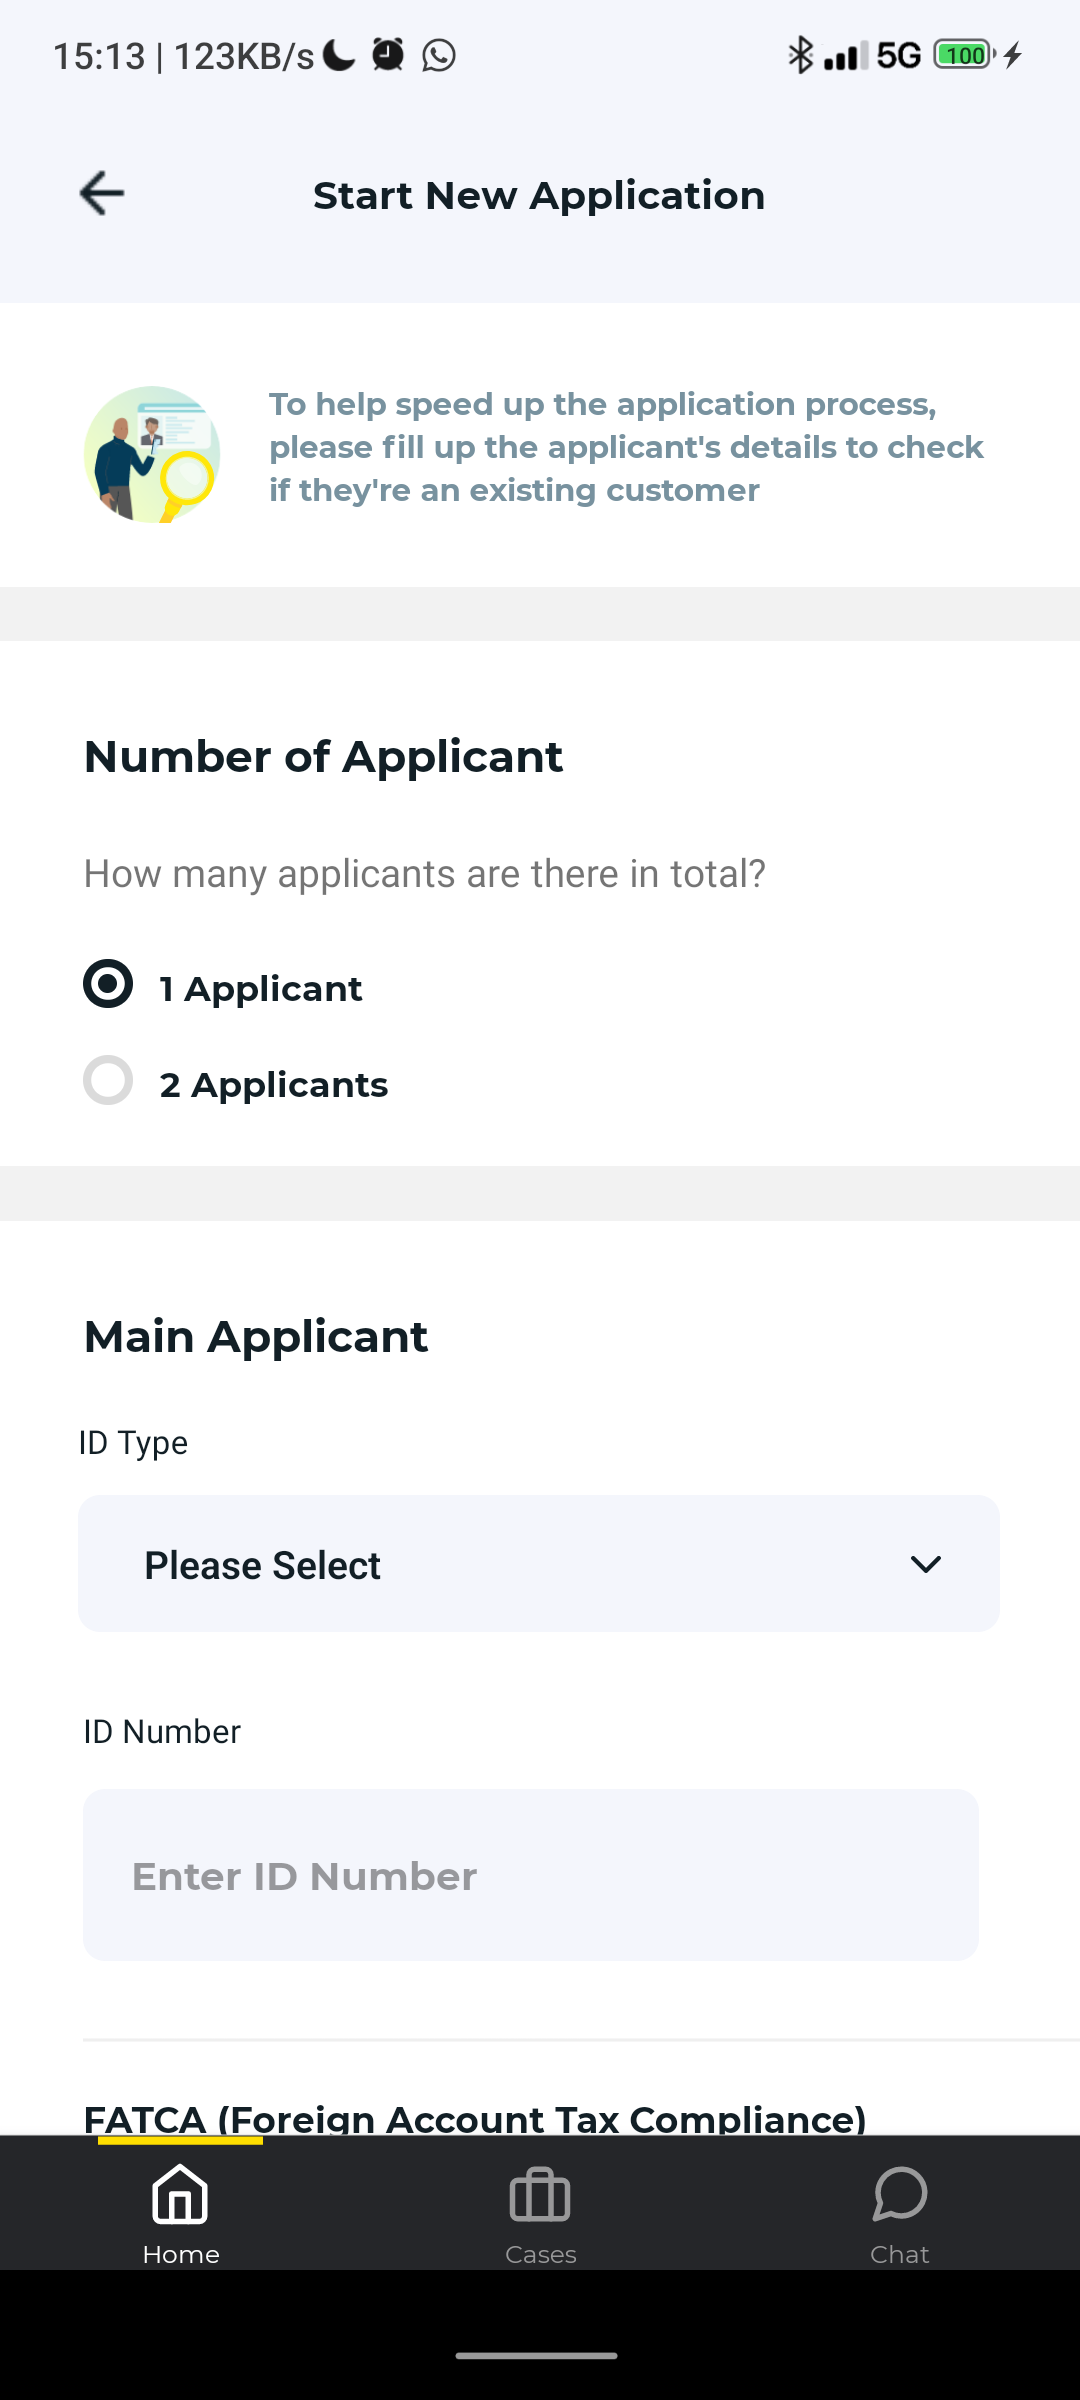 15:13 | 123KB/s 5G 100
Start New Application
To help speed up the application process,
please fill up the applicant's details to check
if they're an existing customer
Number of Applicant
How many applicants are there in total?
1 Applicant
2 Applicants
Main Applicant
ID Type
Please Select
ID Number
Enter ID Number
FATCA (Foreign Account Tax Compliance)
Home Cases Chat